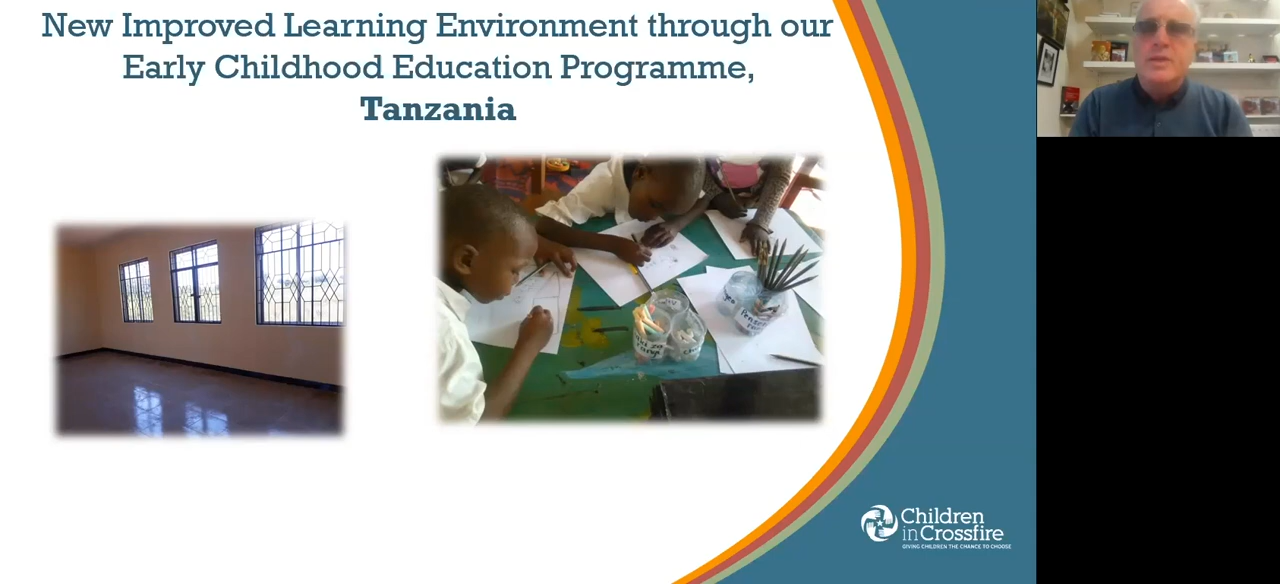 New Improved Learning Environment through our
Early Childhood Education Programme,
Tanzania
Children
in Crossfire
GIVING CHILDREN THE CHANCE TO CHOOSE